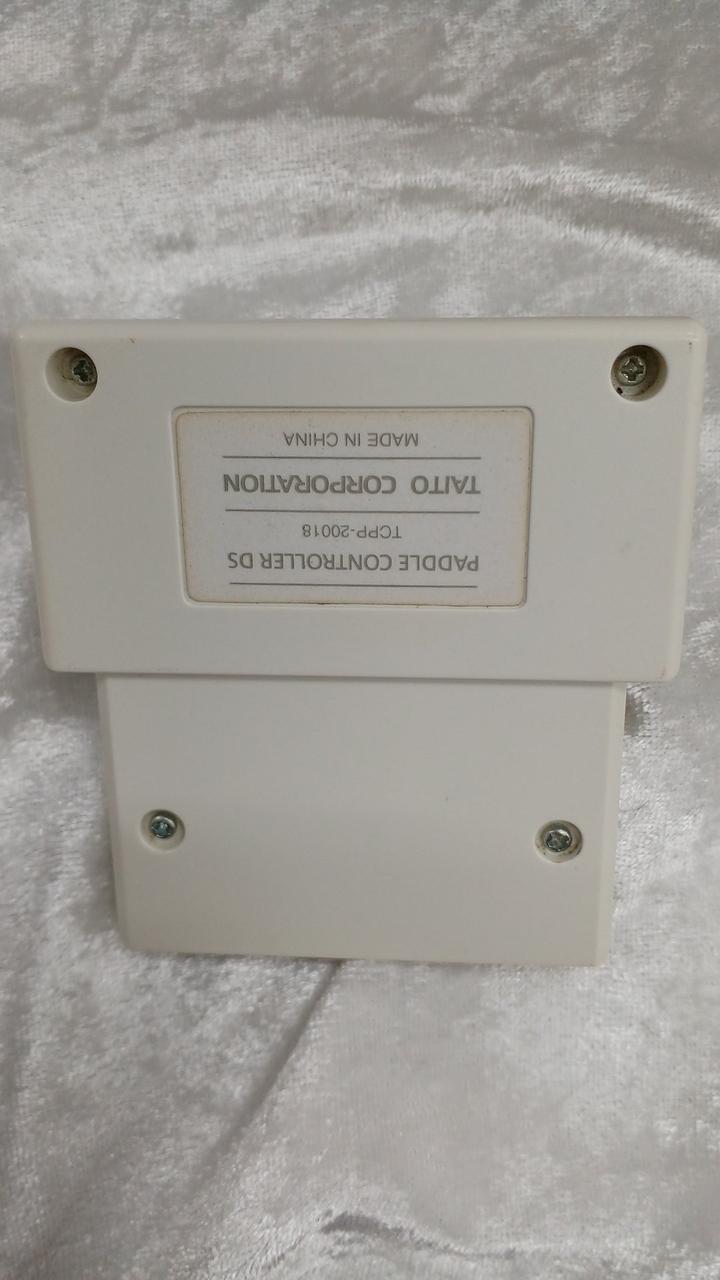 PADDLE CONTROLLER DS
TCPP-20018
TAITO CORPORATION
MADE IN CHINA